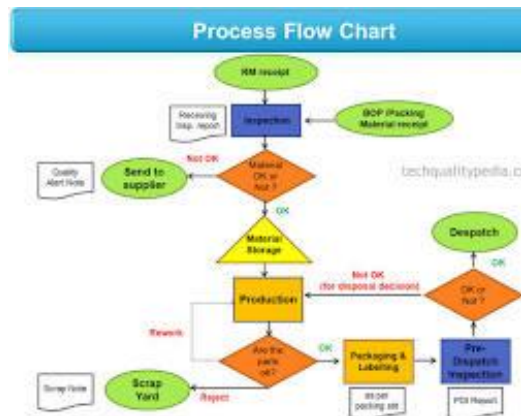 Process Flow Chart
RM receipt
Receiving
Insp. report
Inspection
BOP /Packing
Material receipt
Quality
Alert Note
Send to
supplier
Not OK
Material
OK or
Not ?
techqualitypedia.c
OK
Material
Storage
Despatch
OK
Not OK
(for disposal decision)
OK or
Not ?
Production
Rework
Are the
parts
ok?
OK
Packaging &
Labelling
Pre-
Dispatch
Inspection
Scrap Note
Scrap
Yard
Reject
as per
packing std
PDI Report